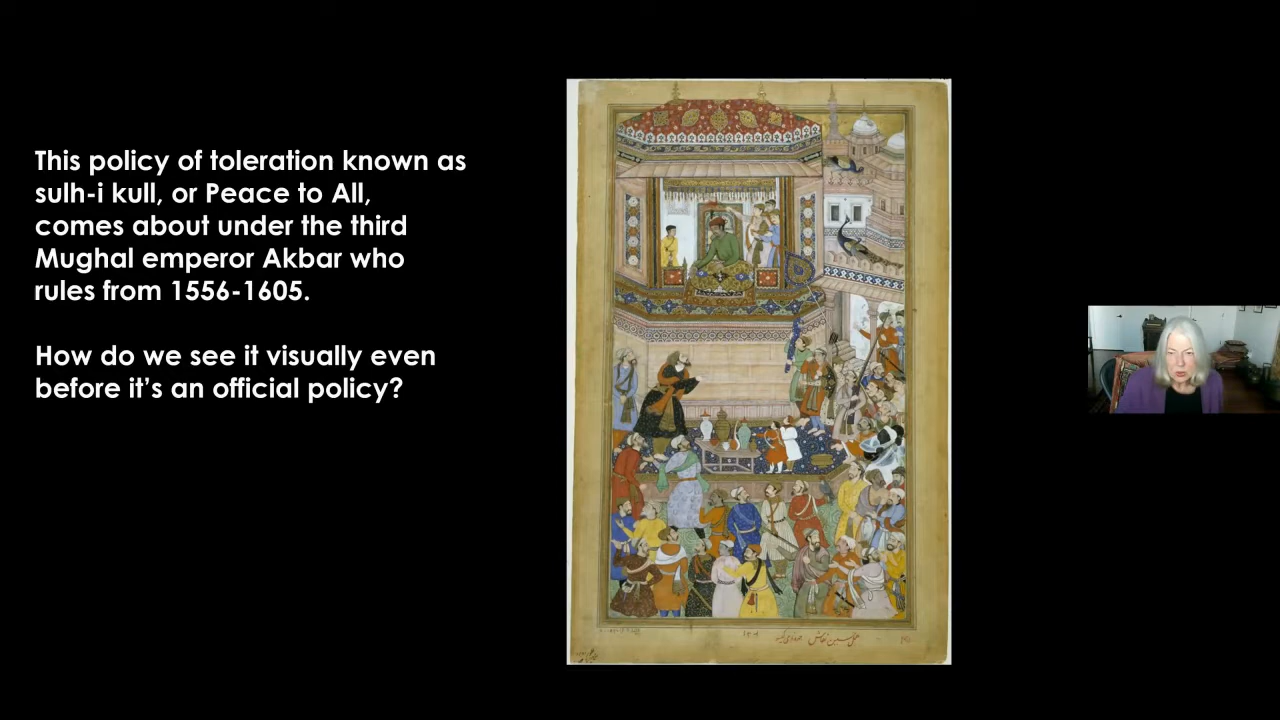 This policy of toleration known as
sulh-i kull, or Peace to All,
comes about under the third
Mughal emperor Akbar who
rules from 1556-1605.
How do we see it visually even
before it's an official policy?